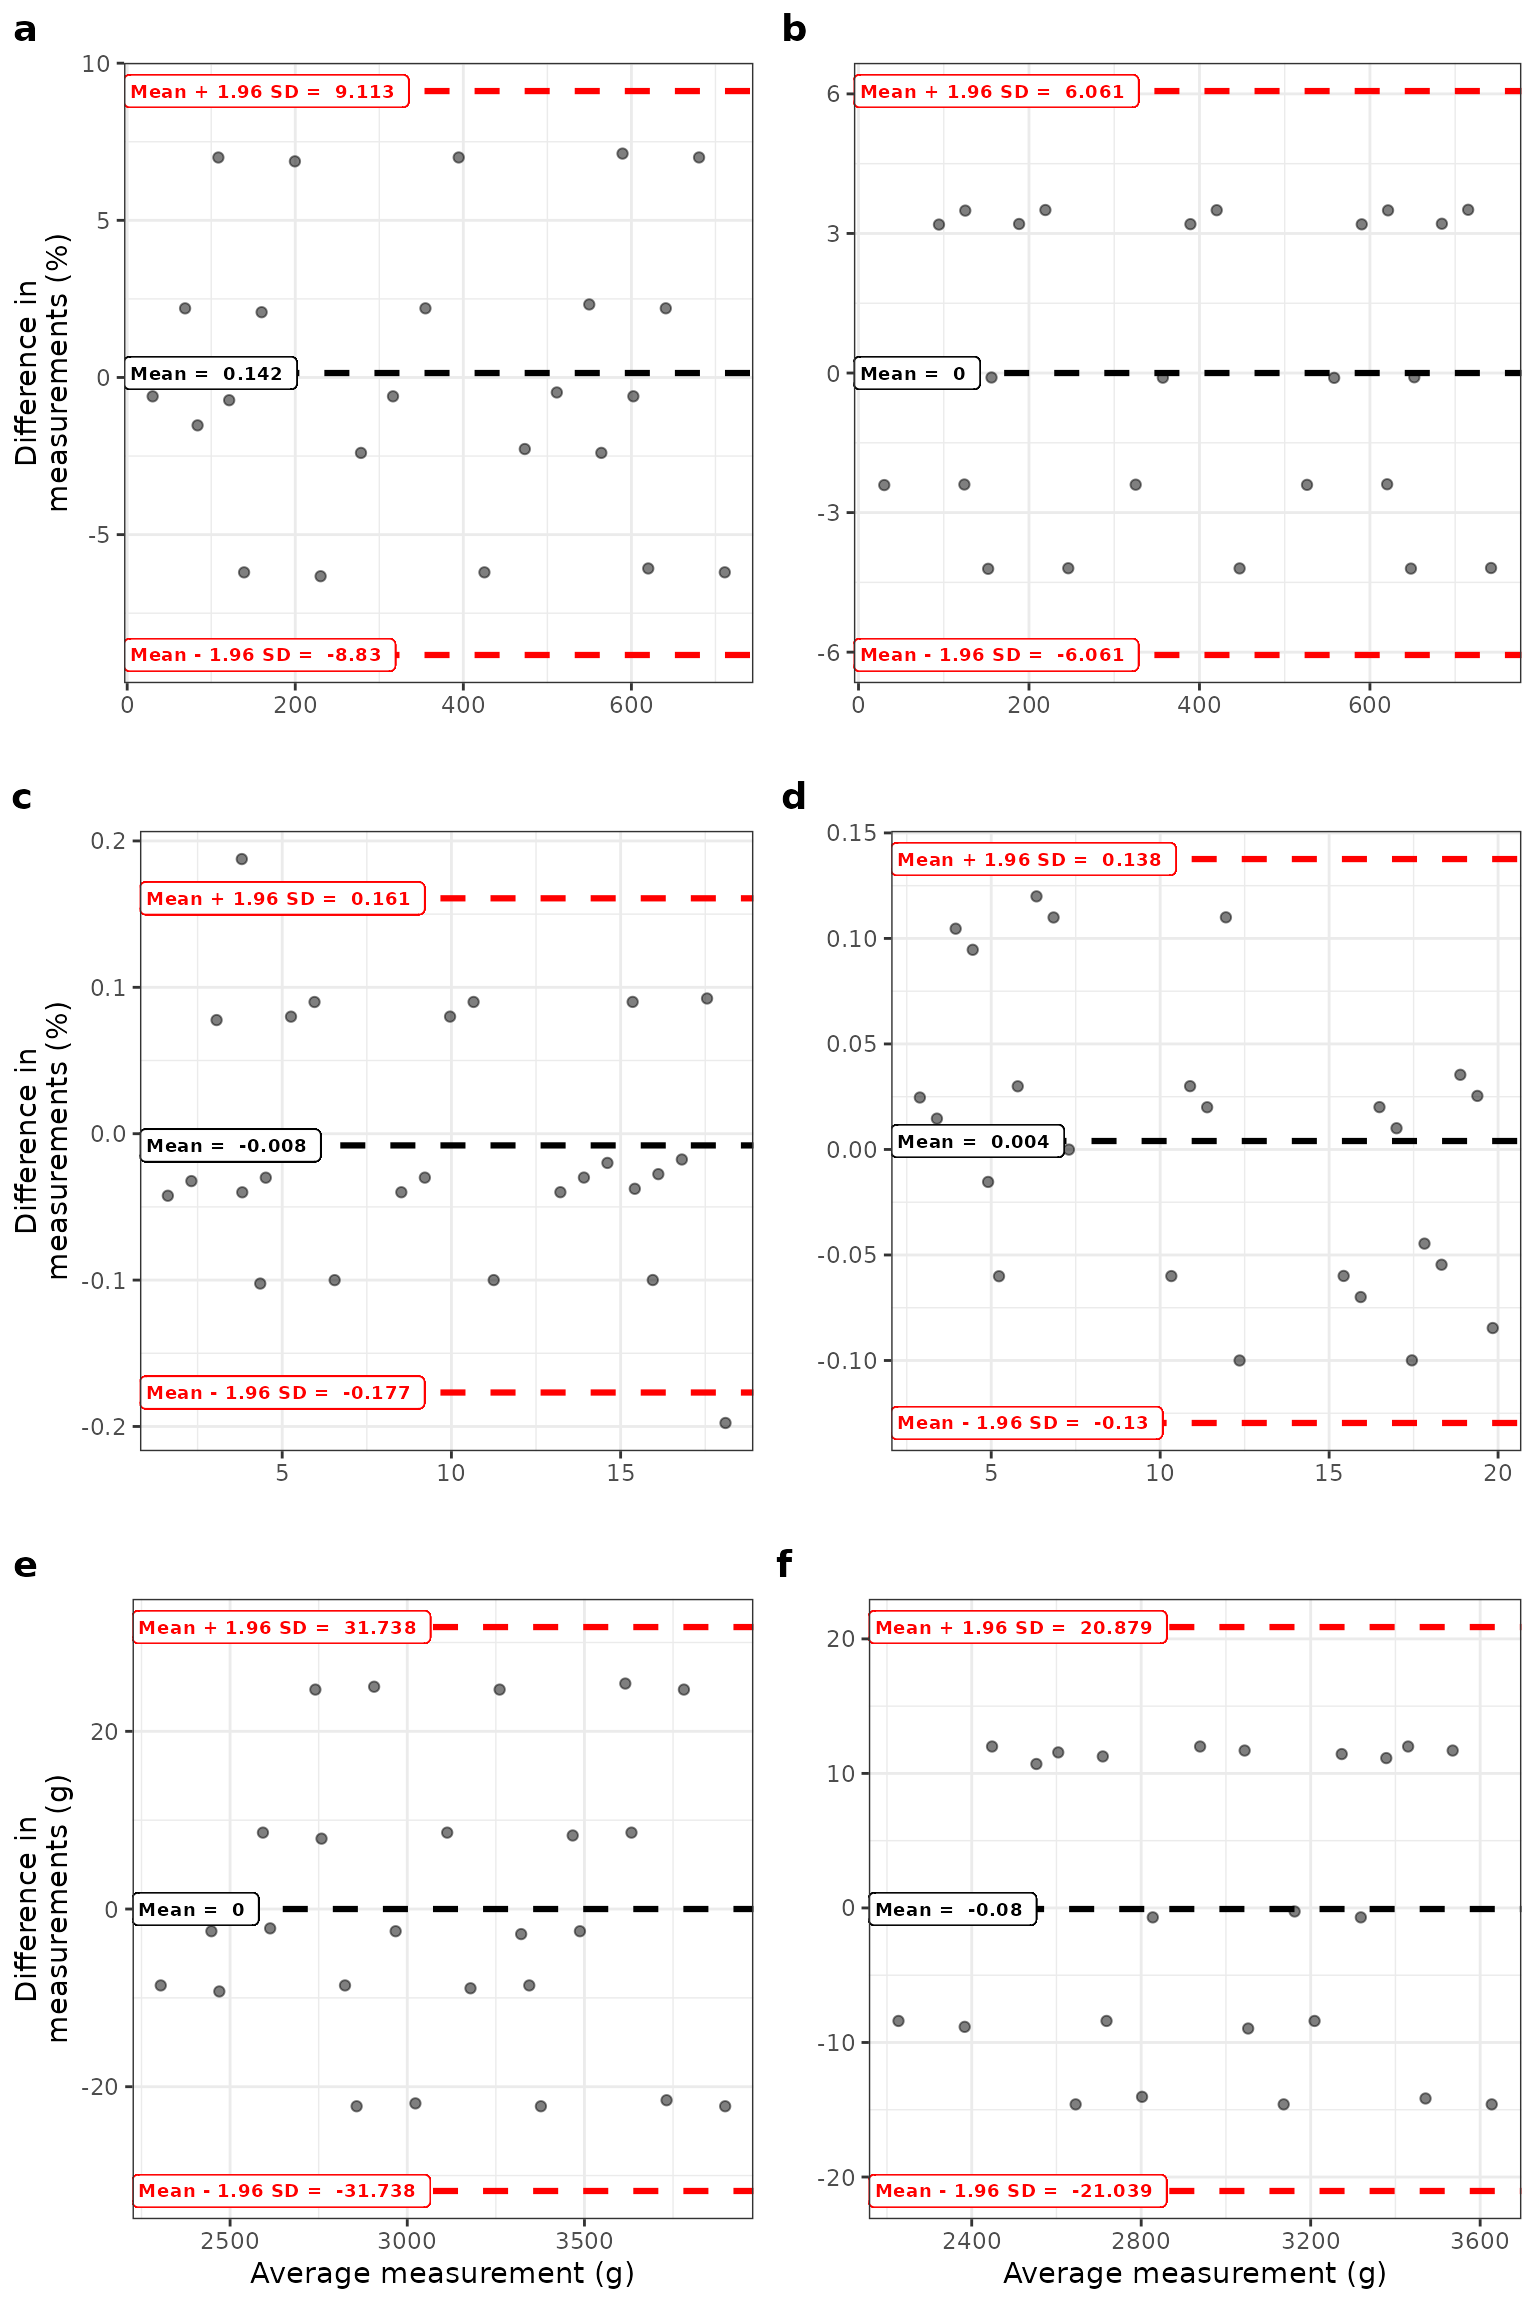 a
10
5
0
-5
0 200 400 600
Difference in
measurements (%)
Mean + 1.96 SD = 9.113
Mean = 0.142
Mean - 1.96 SD = -8.83
b
6
3
0
-3
-6
0 200 400 600
Mean + 1.96 SD = 6.061
Mean = 0
Mean - 1.96 SD = -6.061
c
0.2
0.1
0.0
-0.1
-0.2
5 10 15
Difference in
measurements (%)
Mean + 1.96 SD = 0.161
Mean = -0.008
Mean - 1.96 SD = -0.177
d
0.15
0.10
0.05
0.00
-0.05
-0.10
5 10 15 20
Mean + 1.96 SD = 0.138
Mean = 0.004
Mean - 1.96 SD = -0.13
e
20
0
-20
2500 3000 3500
Difference in
measurements (g)
Mean + 1.96 SD = 31.738
Mean = 0
Mean - 1.96 SD = -31.738
Average measurement (g)
f
20
10
0
-10
-20
2400 2800 3200 3600
Mean + 1.96 SD = 20.879
Mean = -0.08
Mean - 1.96 SD = -21.039
Average measurement (g)